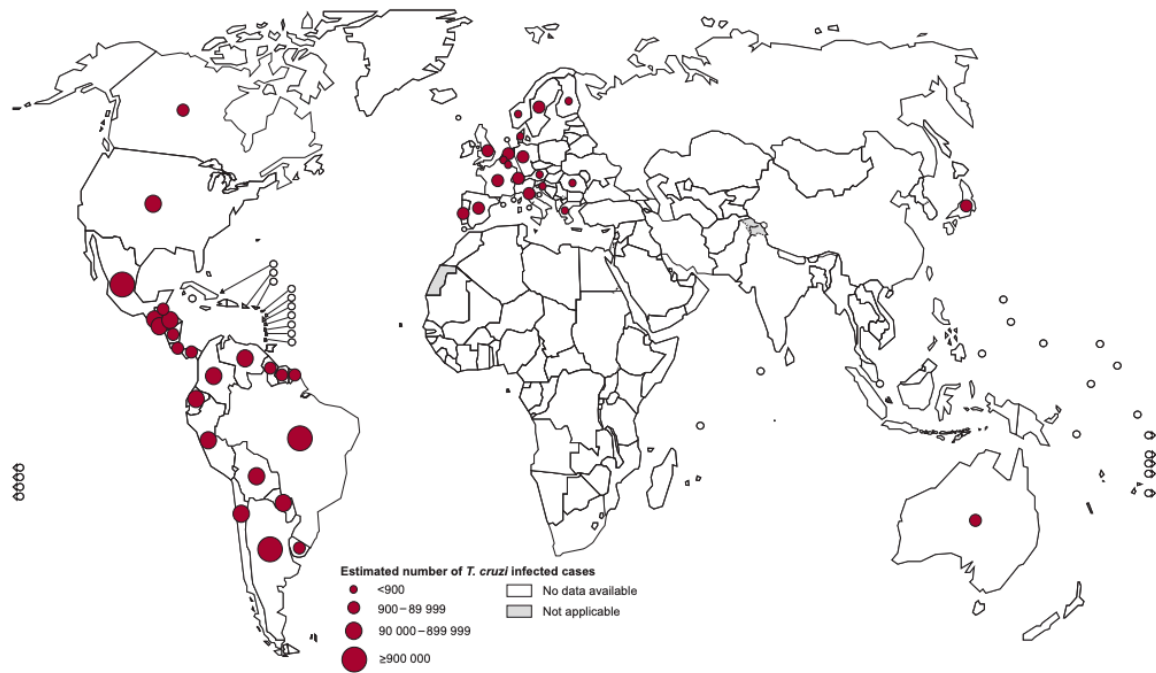 Estimated number of T. cruzi infected cases
<900
900–89 999
90 000–899 999
≥900 000
No data available
Not applicable